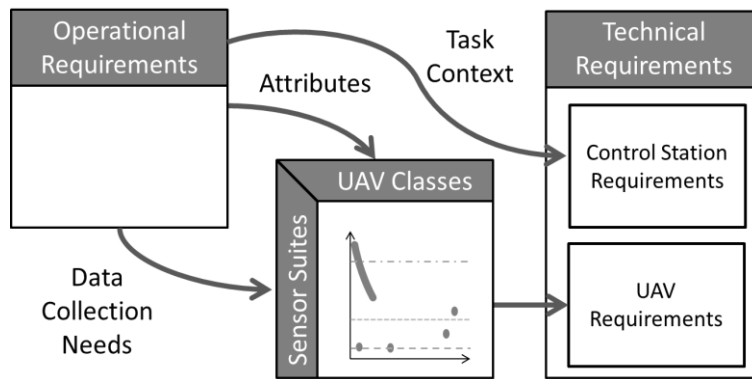 Operational
Requirements
Task
Context
Technical
Requirements
Attributes
Control Station
Requirements
UAV Classes
Sensor Suites
Data
Collection
Needs
UAV
Requirements